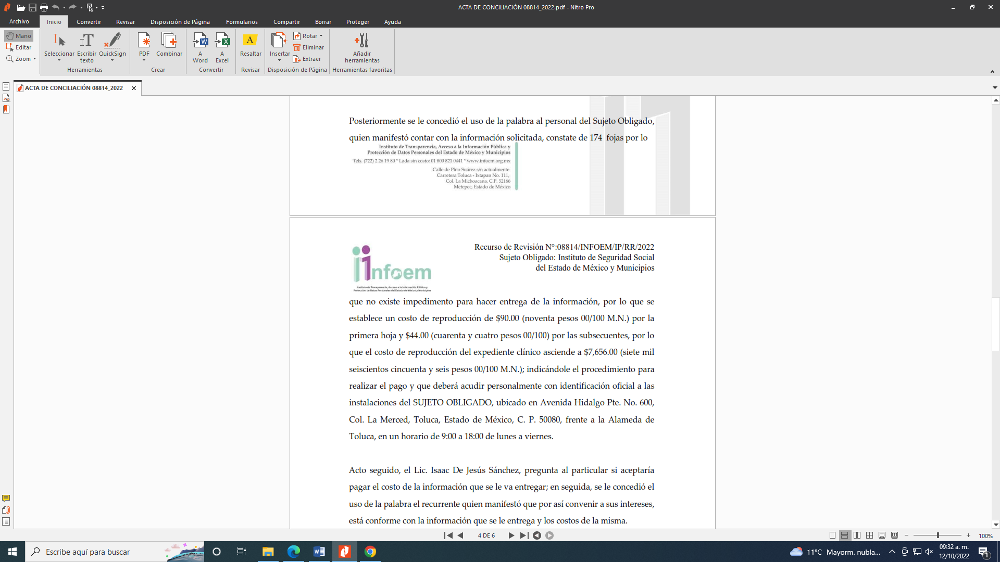 ACTA DE CONCILIACIÓN 08814_2022.pdf - Nitro Pro
Archivo Inicio Convertir Revisar Disposición de Página Formularios Compartir Borrar Proteger Ayuda
Mano
Editar
Zoom
Seleccionar
Escribir texto
QuickSign
Herramientas
PDF
Combinar
Crear
A Word
A Excel
Convertir
Resaltar
Revisar
Insertar
Rotar
Eliminar
Extraer
Disposición de Página
Añadir herramientas
Herramientas favoritas
ACTA DE CONCILIACIÓN 08814_2022
Posteriormente se le concedió el uso de la palabra al personal del Sujeto Obligado,
quien manifestó contar con la información solicitada, constate de 174 fojas por lo
Instituto de Transparencia, Acceso a la Información Pública y
Protección de Datos Personales del Estado de México y Municipios
Tels. (722) 2 26 19 80 * Lada sin costo: 01 800 821 0441 * www.infoem.org.mx
Calle de Pino Suárez s/n actualmente
Carretera Toluca - Ixtapan No. 111,
Col. La Michoacana, C.P. 52166
Metepec, Estado de México
infoem
Instituto de Transparencia, Acceso a la Información Pública y
Protección de Datos Personales del Estado de México y Municipios
Recurso de Revisión N°:08814/INFOEM/IP/RR/2022
Sujeto Obligado: Instituto de Seguridad Social
del Estado de México y Municipios
que no existe impedimento para hacer entrega de la información, por lo que se
establece un costo de reproducción de $90.00 (noventa pesos 00/100 M.N.) por la
primera hoja y $44.00 (cuarenta y cuatro pesos 00/100) por las subsecuentes, por lo
que el costo de reproducción del expediente clínico asciende a $7,656.00 (siete mil
seiscientos cincuenta y seis pesos 00/100 M.N.); indicándole el procedimiento para
realizar el pago y que deberá acudir personalmente con identificación oficial a las
instalaciones del SUJETO OBLIGADO, ubicado en Avenida Hidalgo Pte. No. 600,
Col. La Merced, Toluca, Estado de México, C. P. 50080, frente a la Alameda de
Toluca, en un horario de 9:00 a 18:00 de lunes a viernes.
Acto seguido, el Lic. Isaac De Jesús Sánchez, pregunta al particular si aceptaría
pagar el costo de la información que se le va entregar; en seguida, se le concedió el
uso de la palabra el recurrente quien manifestó que por así convenir a sus intereses,
está conforme con la información que se le entrega y los costos de la misma.
4 DE 6
100%
Escribe aquí para buscar
11°C Mayorm. nubla...
09:32 a. m.
12/10/2022
1